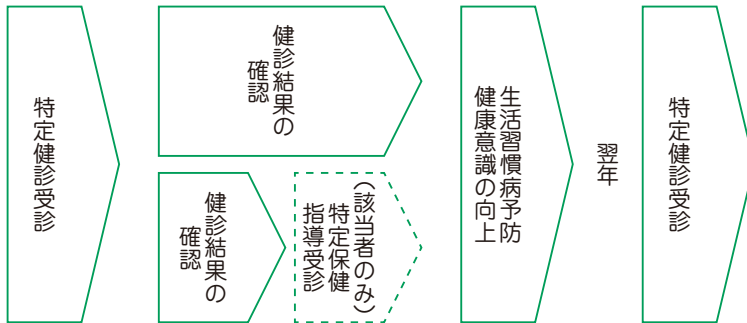 特定健診受診
健診結果の
確認
健診結果の
確認
（該当者のみ）
特定保健
指導受診
生活習慣病予防
健康意識の向上
翌年
特定健診受診